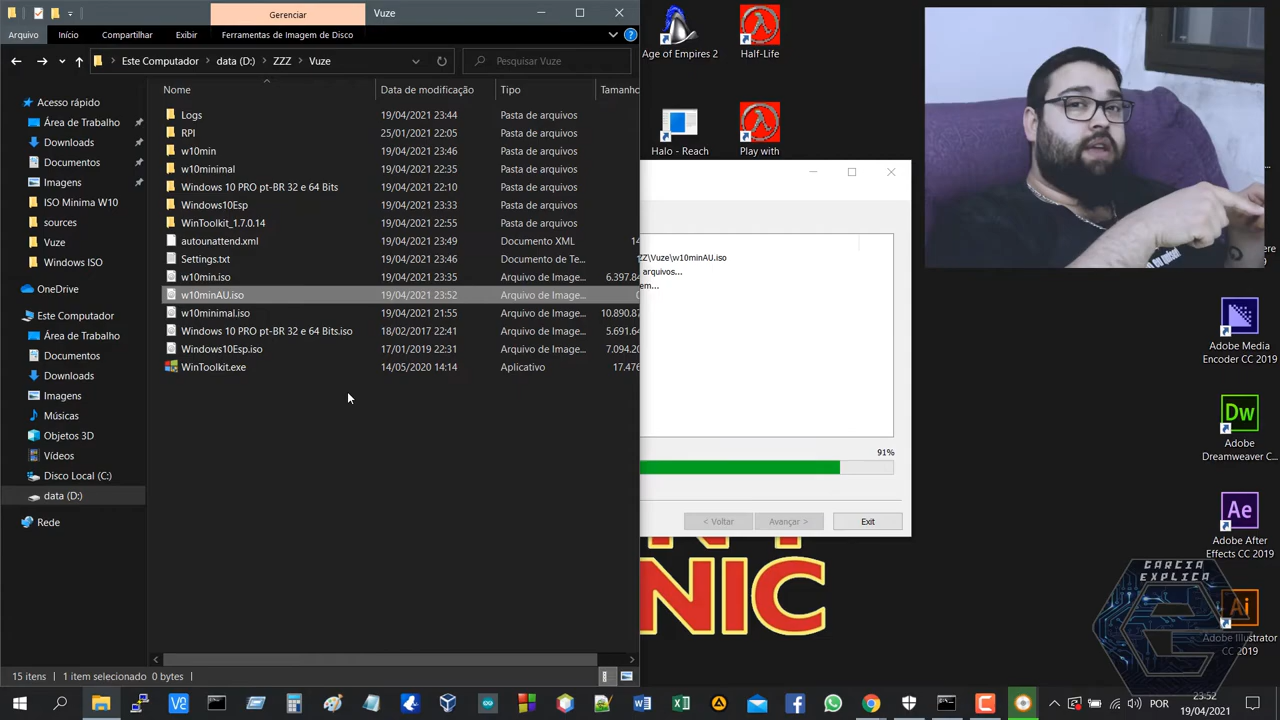 Gerenciar
Vuze
Arquivo
Início
Compartilhar
Exibir
Ferramentas de Imagem de Disco
Este Computador
data (D:)
ZZZ
Vuze
Pesquisar Vuze
Nome
Data de modificação
Tipo
Tamanho
Acesso rápido
Área de Trabalho
Downloads
Documentos
Imagens
ISO Minima W10
sources
Vuze
Windows ISO
OneDrive
Este Computador
Área de Trabalho
Documentos
Downloads
Imagens
Músicas
Objetos 3D
Vídeos
Disco Local (C:)
data (D:)
Rede
Logs 19/04/2021 23:44 Pasta de arquivos
RPI 25/01/2021 22:05 Pasta de arquivos
w10min 19/04/2021 23:46 Pasta de arquivos
w10minimal 19/04/2021 22:35 Pasta de arquivos
Windows 10 PRO pt-BR 32 e 64 Bits 19/04/2021 22:10 Pasta de arquivos
Windows10Esp 19/04/2021 23:33 Pasta de arquivos
WinToolkit_1.7.0.14 19/04/2021 22:55 Pasta de arquivos
autounattend.xml 19/04/2021 23:49 Documento XML 14
Settings.txt 19/04/2021 23:46 Documento de Te...
w10min.iso 19/04/2021 23:35 Arquivo de Image... 6.397.84
w10minAU.iso 19/04/2021 23:52 Arquivo de Image...
w10minimal.iso 19/04/2021 21:55 Arquivo de Image... 10.890.87
Windows 10 PRO pt-BR 32 e 64 Bits.iso 18/02/2017 22:41 Arquivo de Image... 5.691.64
Windows10Esp.iso 17/01/2019 22:31 Arquivo de Image... 7.094.20
WinToolkit.exe 14/05/2020 14:14 Aplicativo 17.476
15 itens
1 item selecionado 0 bytes
Age of Empires 2
Half-Life
Halo - Reach
Play with
ZZ\Vuze\w10minAU.iso
arquivos...
em...
91%
< Voltar
Avançar >
Exit
NIC
Adobe Media
Encoder CC 2019
Dw
Adobe
Dreamweaver C...
Ae
Adobe After
Effects CC 2019
Ai
Adobe Illustrator
CC 2019
GARCIA
EXPLICA
POR
23:52
19/04/2021